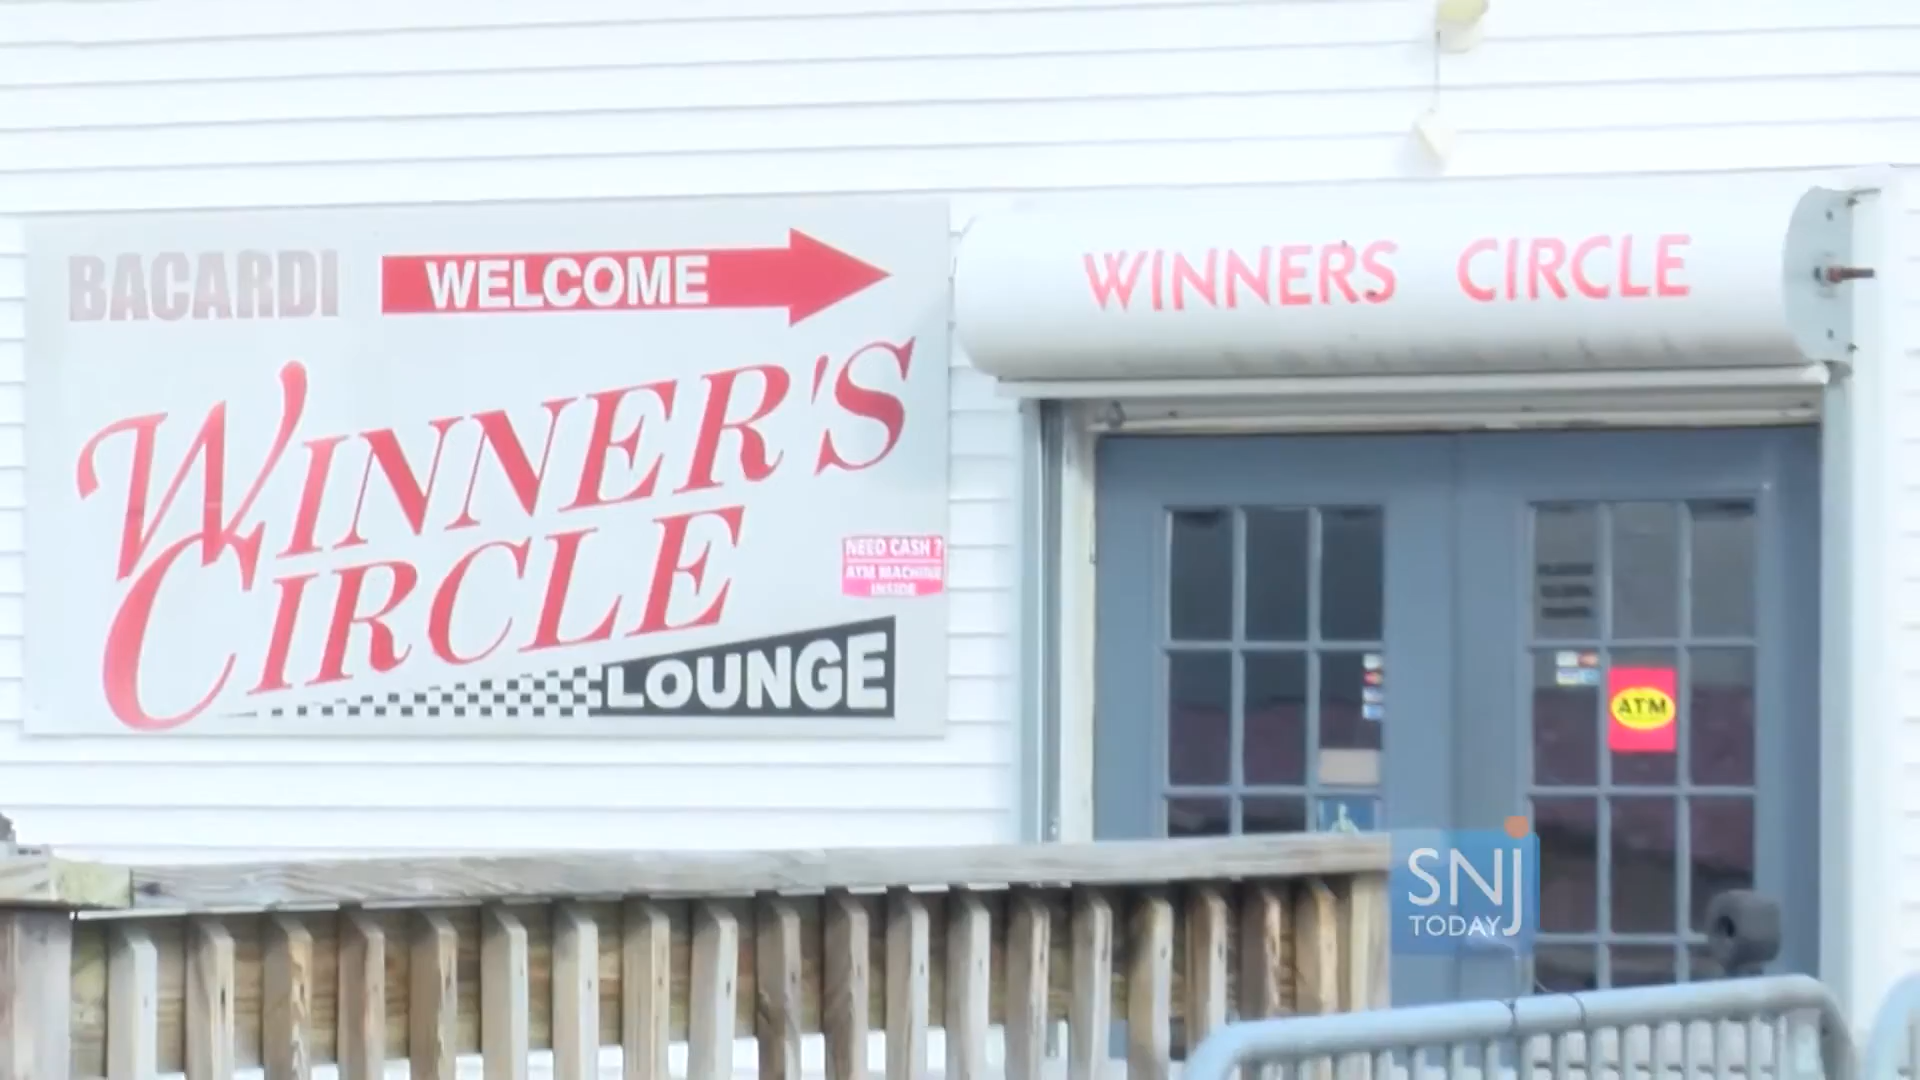 BACARDI
WELCOME
WINNER'S
CIRCLE
LOUNGE
NEED CASH ?
ATM MACHINE
INSIDE
WINNERS CIRCLE
ATM
SNJ
TODAY